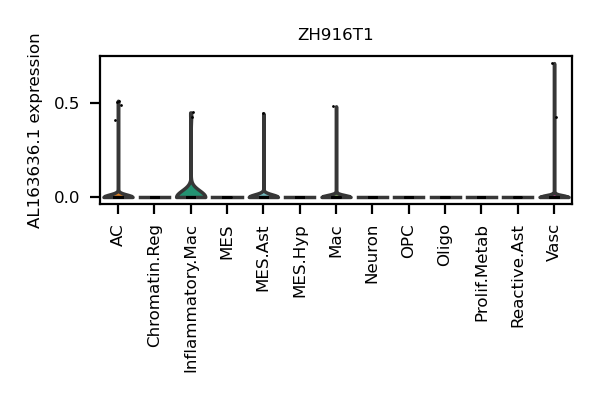 ZH916T1
AL163636.1 expression
0.5
0.0
AC
Chromatin.Reg
Inflammatory.Mac
MES
MES.Ast
MES.Hyp
Mac
Neuron
OPC
Oligo
Prolif.Metab
Reactive.Ast
Vasc